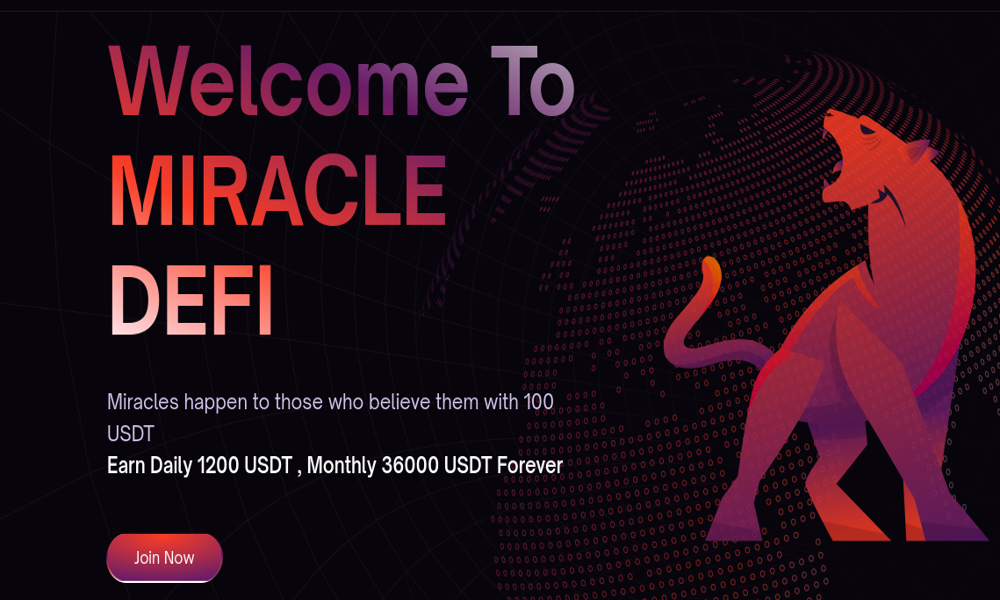 Welcome To
MIRACLE
DEFI
Miracles happen to those who believe them with 100
USDT
Earn Daily 1200 USDT , Monthly 36000 USDT Forever
Join Now